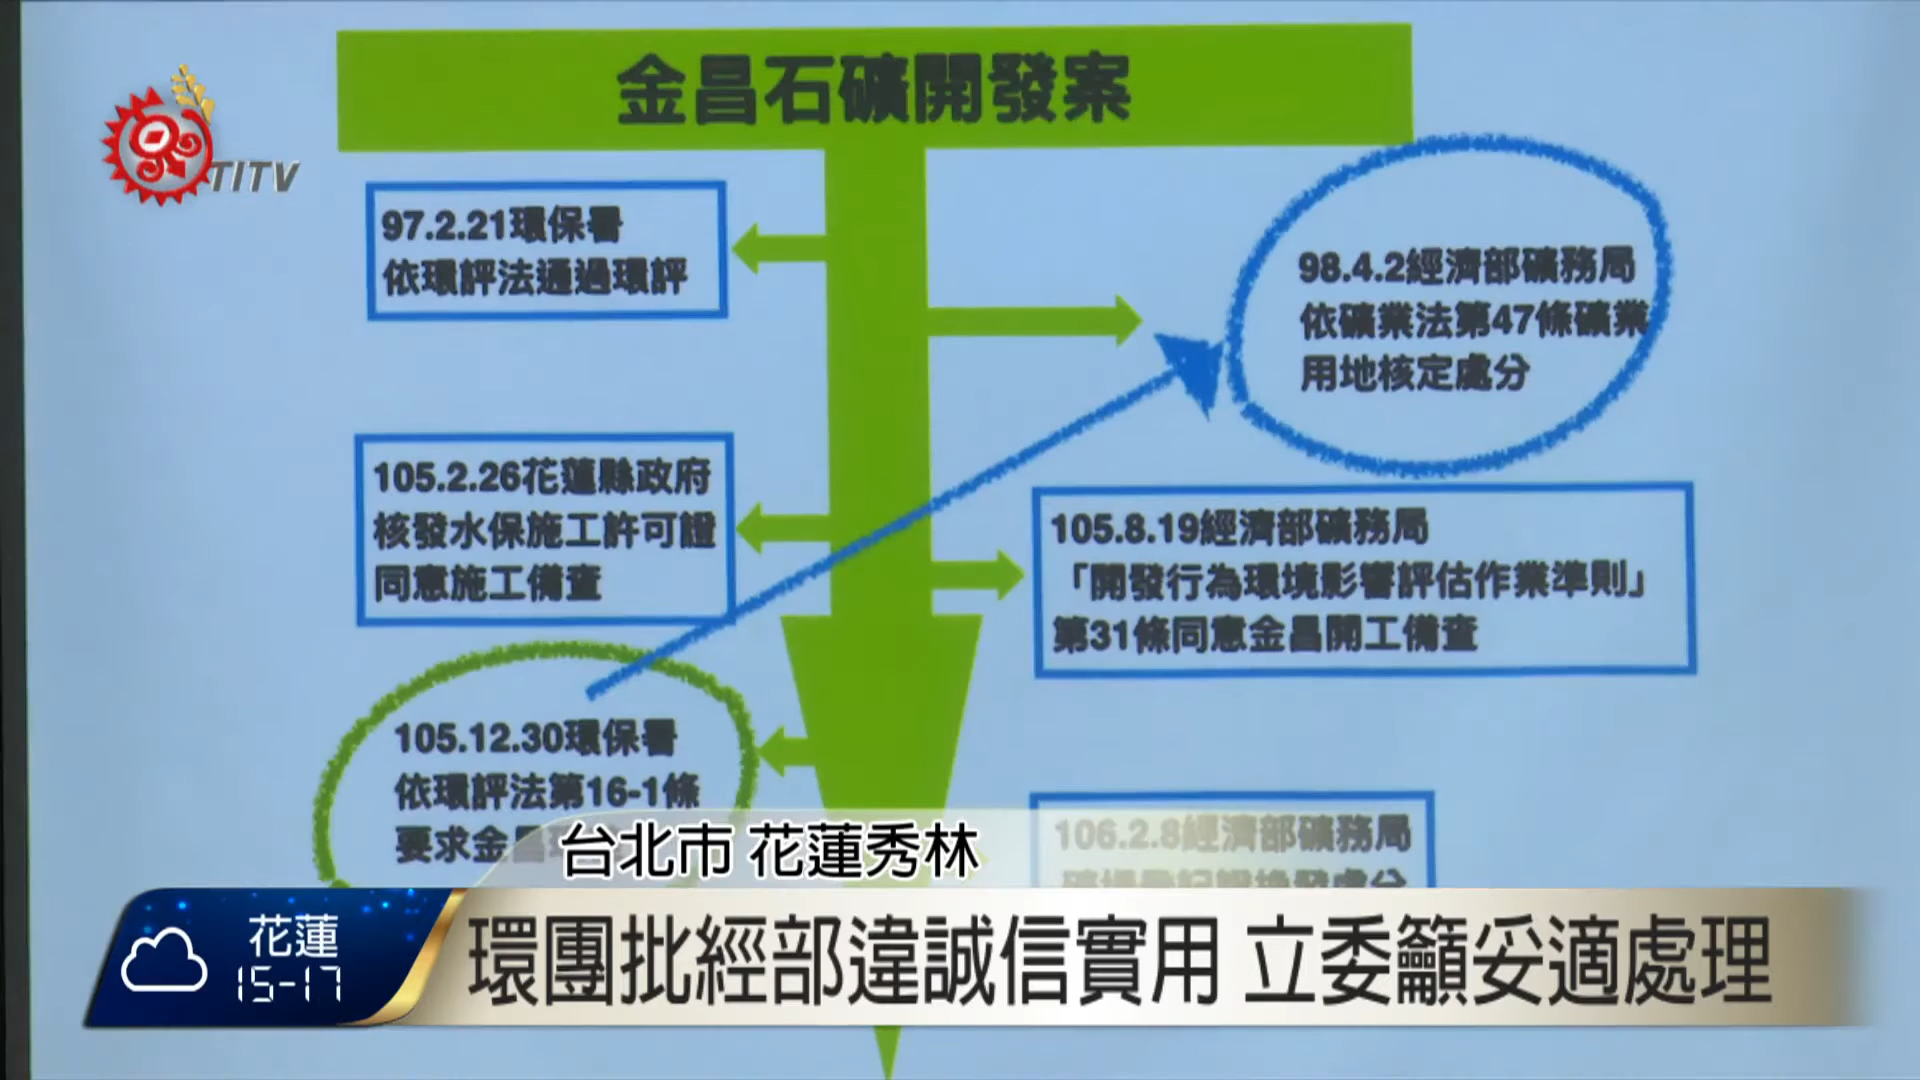 金昌石礦開發案
TITV
97.2.21環保署
依環評法通過環評
98.4.2經濟部礦務局
依礦業法第47條礦業
用地核定處分
105.2.26花蓮縣政府
核發水保施工許可證
同意施工備查
105.8.19經濟部礦務局
「開發行為環境影響評估作業準則」
第31條同意金昌開工備查
105.12.30環保署
依環評法第16-1條
要求金昌
106.2.8經濟部礦務局
台北市 花蓮秀林
花蓮
15-17
環團批經部違誠信實用 立委籲妥適處理